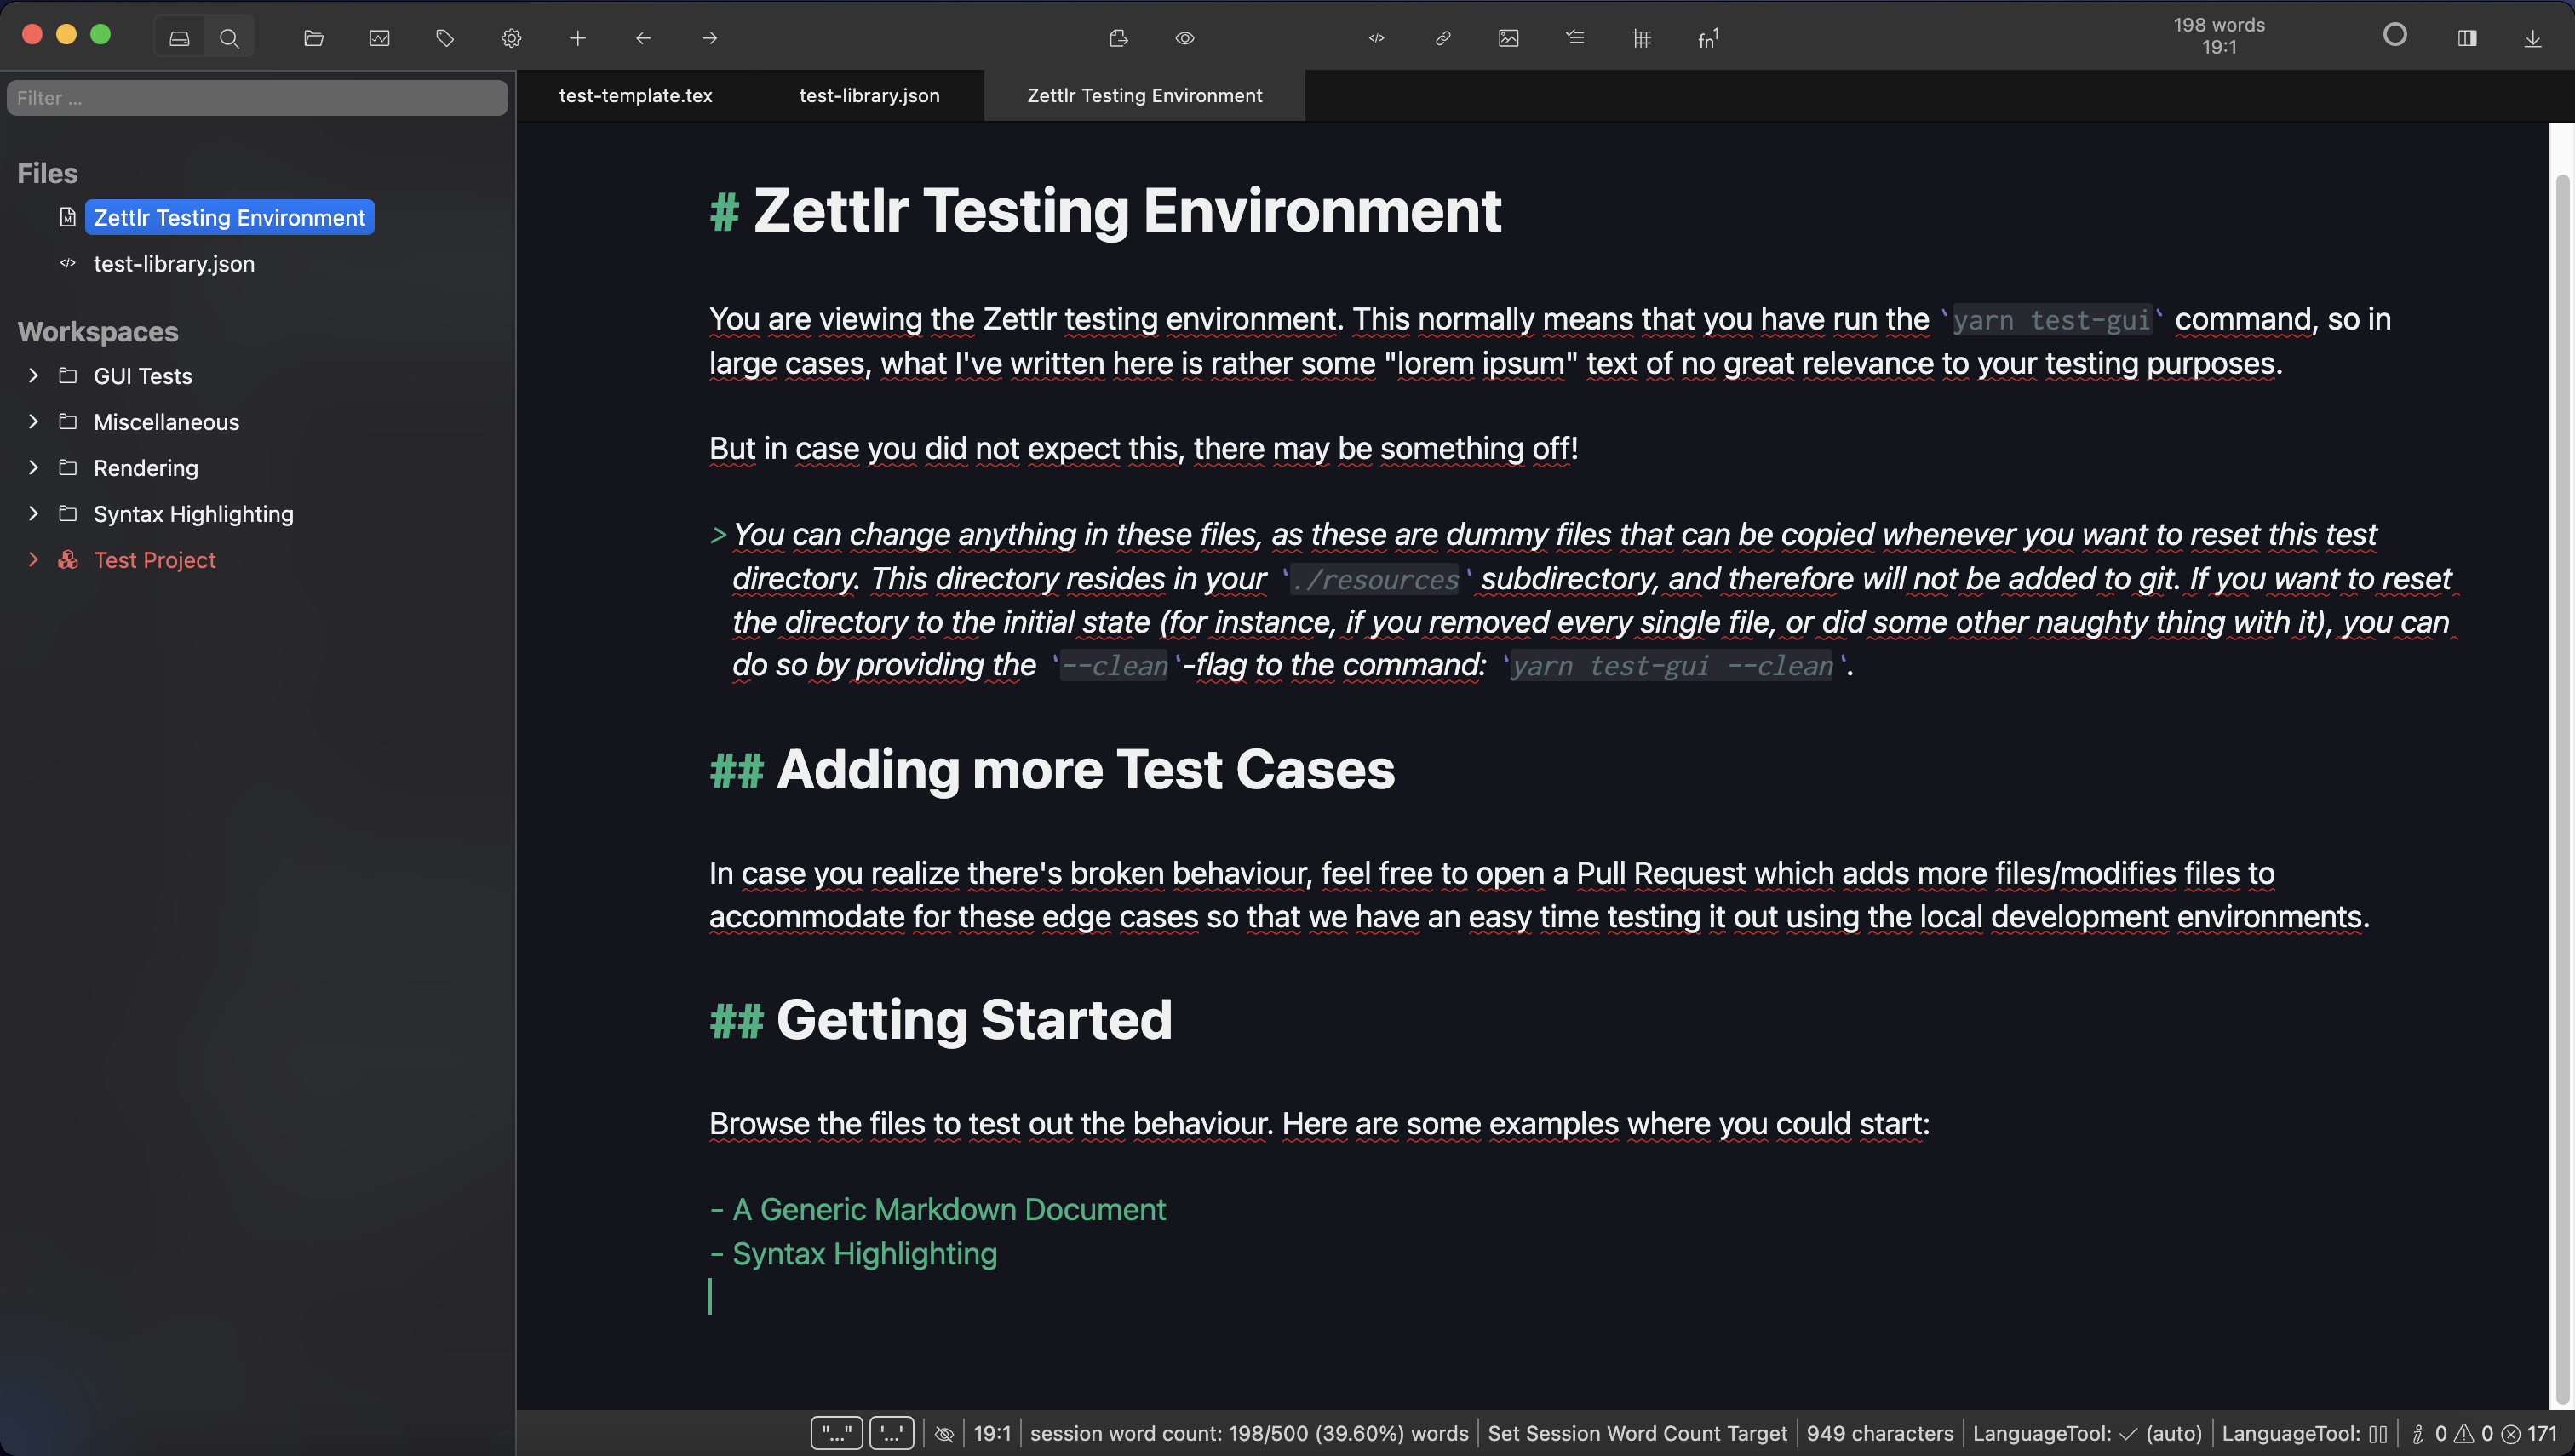 198 words
19:1
fn1
Filter ...
test-template.tex
test-library.json
Zettlr Testing Environment
Files
Zettlr Testing Environment
test-library.json
Workspaces
GUI Tests
Miscellaneous
Rendering
Syntax Highlighting
Test Project
# Zettlr Testing Environment
You are viewing the Zettlr testing environment. This normally means that you have run the `yarn test-gui` command, so in
large cases, what I've written here is rather some "lorem ipsum" text of no great relevance to your testing purposes.
But in case you did not expect this, there may be something off!
> You can change anything in these files, as these are dummy files that can be copied whenever you want to reset this test
directory. This directory resides in your `./resources` subdirectory, and therefore will not be added to git. If you want to reset
the directory to the initial state (for instance, if you removed every single file, or did some other naughty thing with it), you can
do so by providing the `--clean`-flag to the command: `yarn test-gui --clean`.
## Adding more Test Cases
In case you realize there's broken behaviour, feel free to open a Pull Request which adds more files/modifies files to
accommodate for these edge cases so that we have an easy time testing it out using the local development environments.
## Getting Started
Browse the files to test out the behaviour. Here are some examples where you could start:
- A Generic Markdown Document
- Syntax Highlighting
"..." '...' 19:1 session word count: 198/500 (39.60%) words Set Session Word Count Target 949 characters LanguageTool: ✓ (auto) LanguageTool: 0 0 171